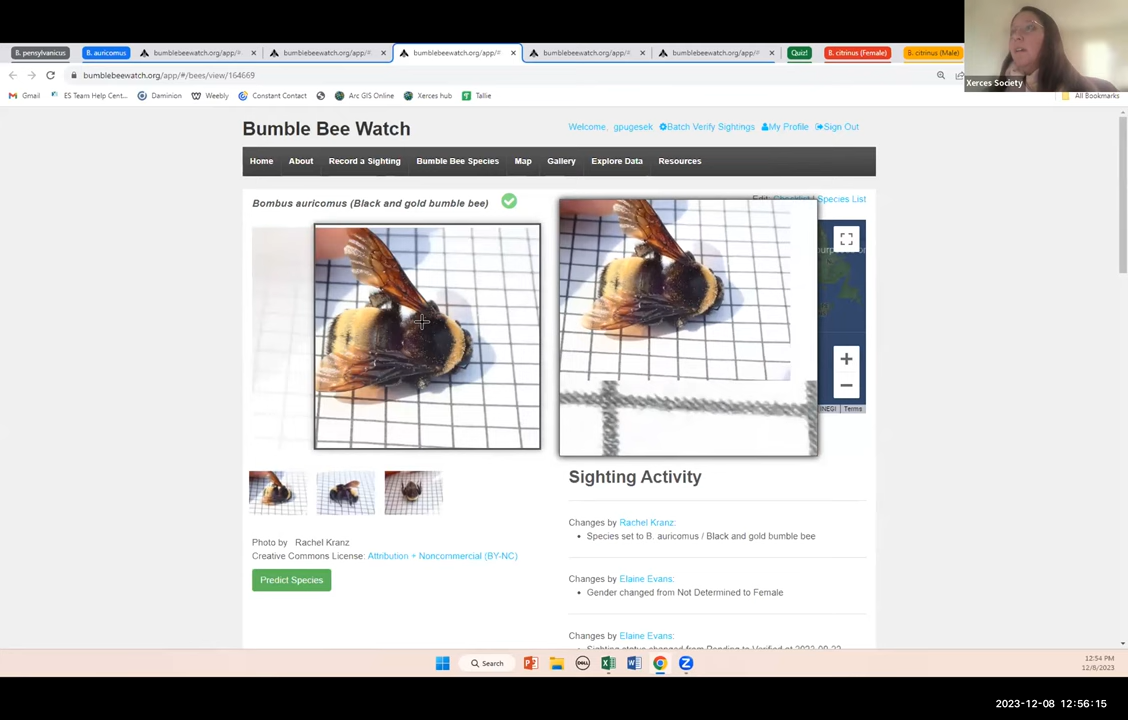 B. pensylvanicus B. auricomus bumblebeewatch.org/app/# bumblebeewatch.org/app/# bumblebeewatch.org/app/# bumblebeewatch.org/app/# bumblebeewatch.org/app/# Quiz! B. citrinus (Female) B. citrinus (Male)
bumblebeewatch.org/app/#/bees/view/164669
Xerces Society
Gmail ES Team Help Cent... Daminion Weebly Constant Contact Arc GIS Online Xerces hub Tallie All Bookmarks
Bumble Bee Watch
Welcome, gpugesek Batch Verify Sightings My Profile Sign Out
Home About Record a Sighting Bumble Bee Species Map Gallery Explore Data Resources
Bombus auricomus (Black and gold bumble bee)
Edit: Checklist | Species List
+
−
INEGI Terms
Sighting Activity
Changes by Rachel Kranz:
Species set to B. auricomus / Black and gold bumble bee
Photo by Rachel Kranz
Creative Commons License: Attribution + Noncommercial (BY-NC)
Predict Species
Changes by Elaine Evans:
Gender changed from Not Determined to Female
Changes by Elaine Evans:
Search
DELL
12:54 PM
12/8/2023
2023-12-08 12:56:15